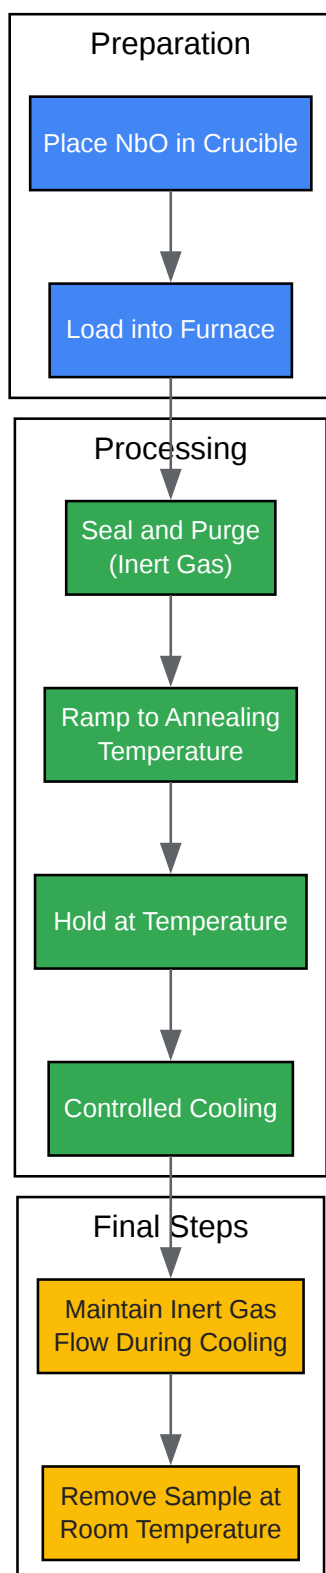 Preparation
Place NbO in Crucible
Load into Furnace
Processing
Seal and Purge
(Inert Gas)
Ramp to Annealing
Temperature
Hold at Temperature
Controlled Cooling
Final Steps
Maintain Inert Gas
Flow During Cooling
Remove Sample at
Room Temperature